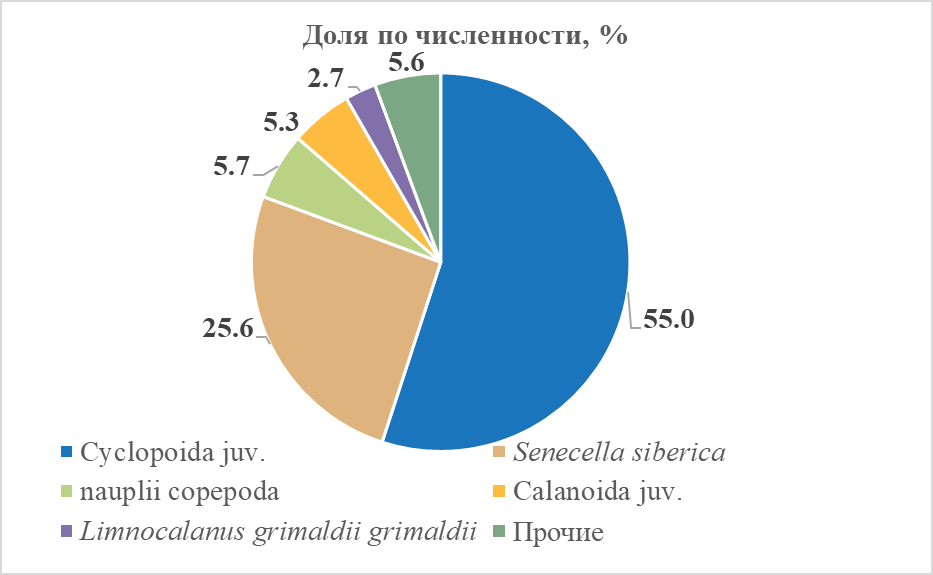 Доля по численности, %
5.6
2.7
5.3
5.7
25.6
55.0
Cyclopoida juv.
Senecella siberica
nauplii copepoda
Calanoida juv.
Limnocalanus grimaldii grimaldii
Прочие